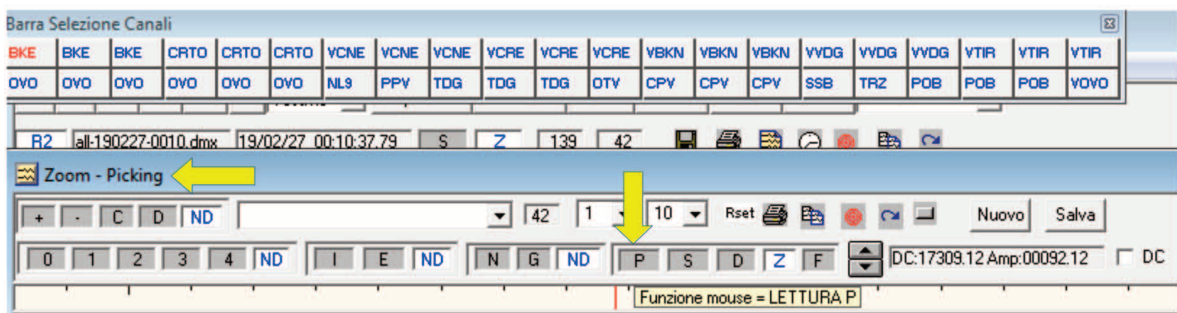 Barra Selezione Canali
BKE BKE BKE CRTO CRTO CRTO VCNE VCNE VCNE VCRE VCRE VCRE VBKN VBKN VBKN VVDG VVDG VVDG VTIR VTIR VTIR
OVO OVO OVO OVO OVO OVO NL9 PPV TDG TDG TDG OTV CPV CPV CPV SSB TRZ POB POB POB VOVO
R2 all-190227-0010.dmx 19/02/27 00:10:37.79 S Z 139 42
Zoom - Picking
+ - C D ND 42 1 10 Rset Nuovo Salva
0 1 2 3 4 ND I E ND N G ND P S D Z F DC:17309.12 Amp:00092.12 DC
Funzione mouse = LETTURA P